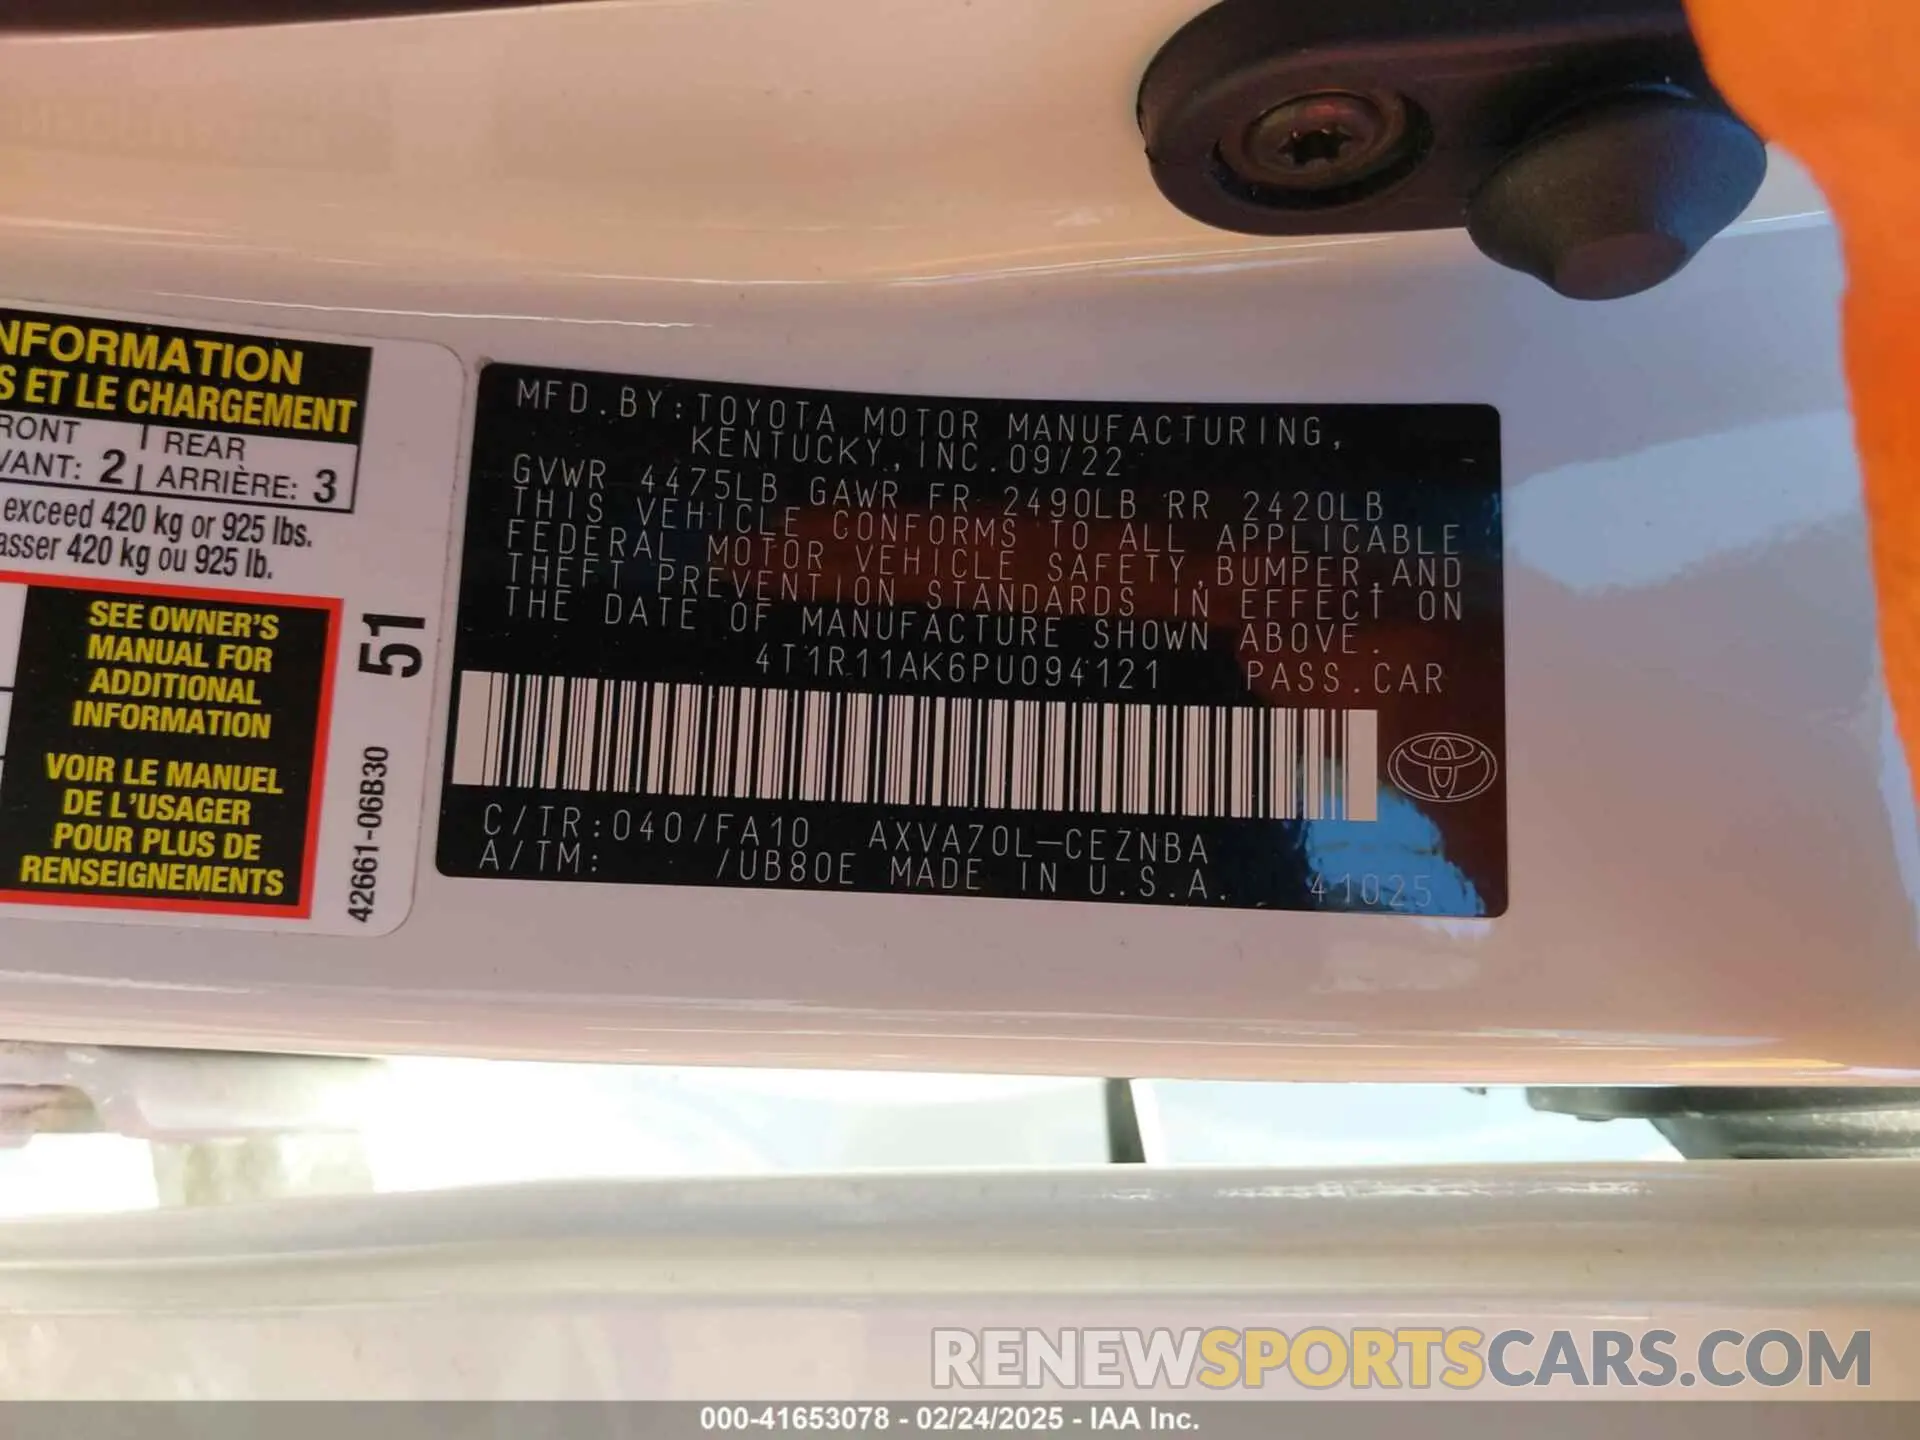 NFORMATION
S ET LE CHARGEMENT
RONT REAR
VANT: 2 ARRIÈRE: 3
exceed 420 kg or 925 lbs.
asser 420 kg ou 925 lb.
SEE OWNER'S
MANUAL FOR
ADDITIONAL
INFORMATION
VOIR LE MANUEL
DE L'USAGER
POUR PLUS DE
RENSEIGNEMENTS
51
42661-06B30
MFD.BY:TOYOTA MOTOR MANUFACTURING,
KENTUCKY,INC.09/22
GVWR 4475LB GAWR FR 2490LB RR 2420LB
THIS VEHICLE CONFORMS TO ALL APPLICABLE
FEDERAL MOTOR VEHICLE SAFETY,BUMPER,AND
THEFT PREVENTION STANDARDS IN EFFECT ON
THE DATE OF MANUFACTURE SHOWN ABOVE.
4T1R11AK6PU094121 PASS.CAR
C/TR:040/FA10 AXVA70L-CEZNBA
A/TM: /UB80E MADE IN U.S.A. 41025
RENEWSPORTSCARS.COM
000-41653078 - 02/24/2025 - IAA Inc.